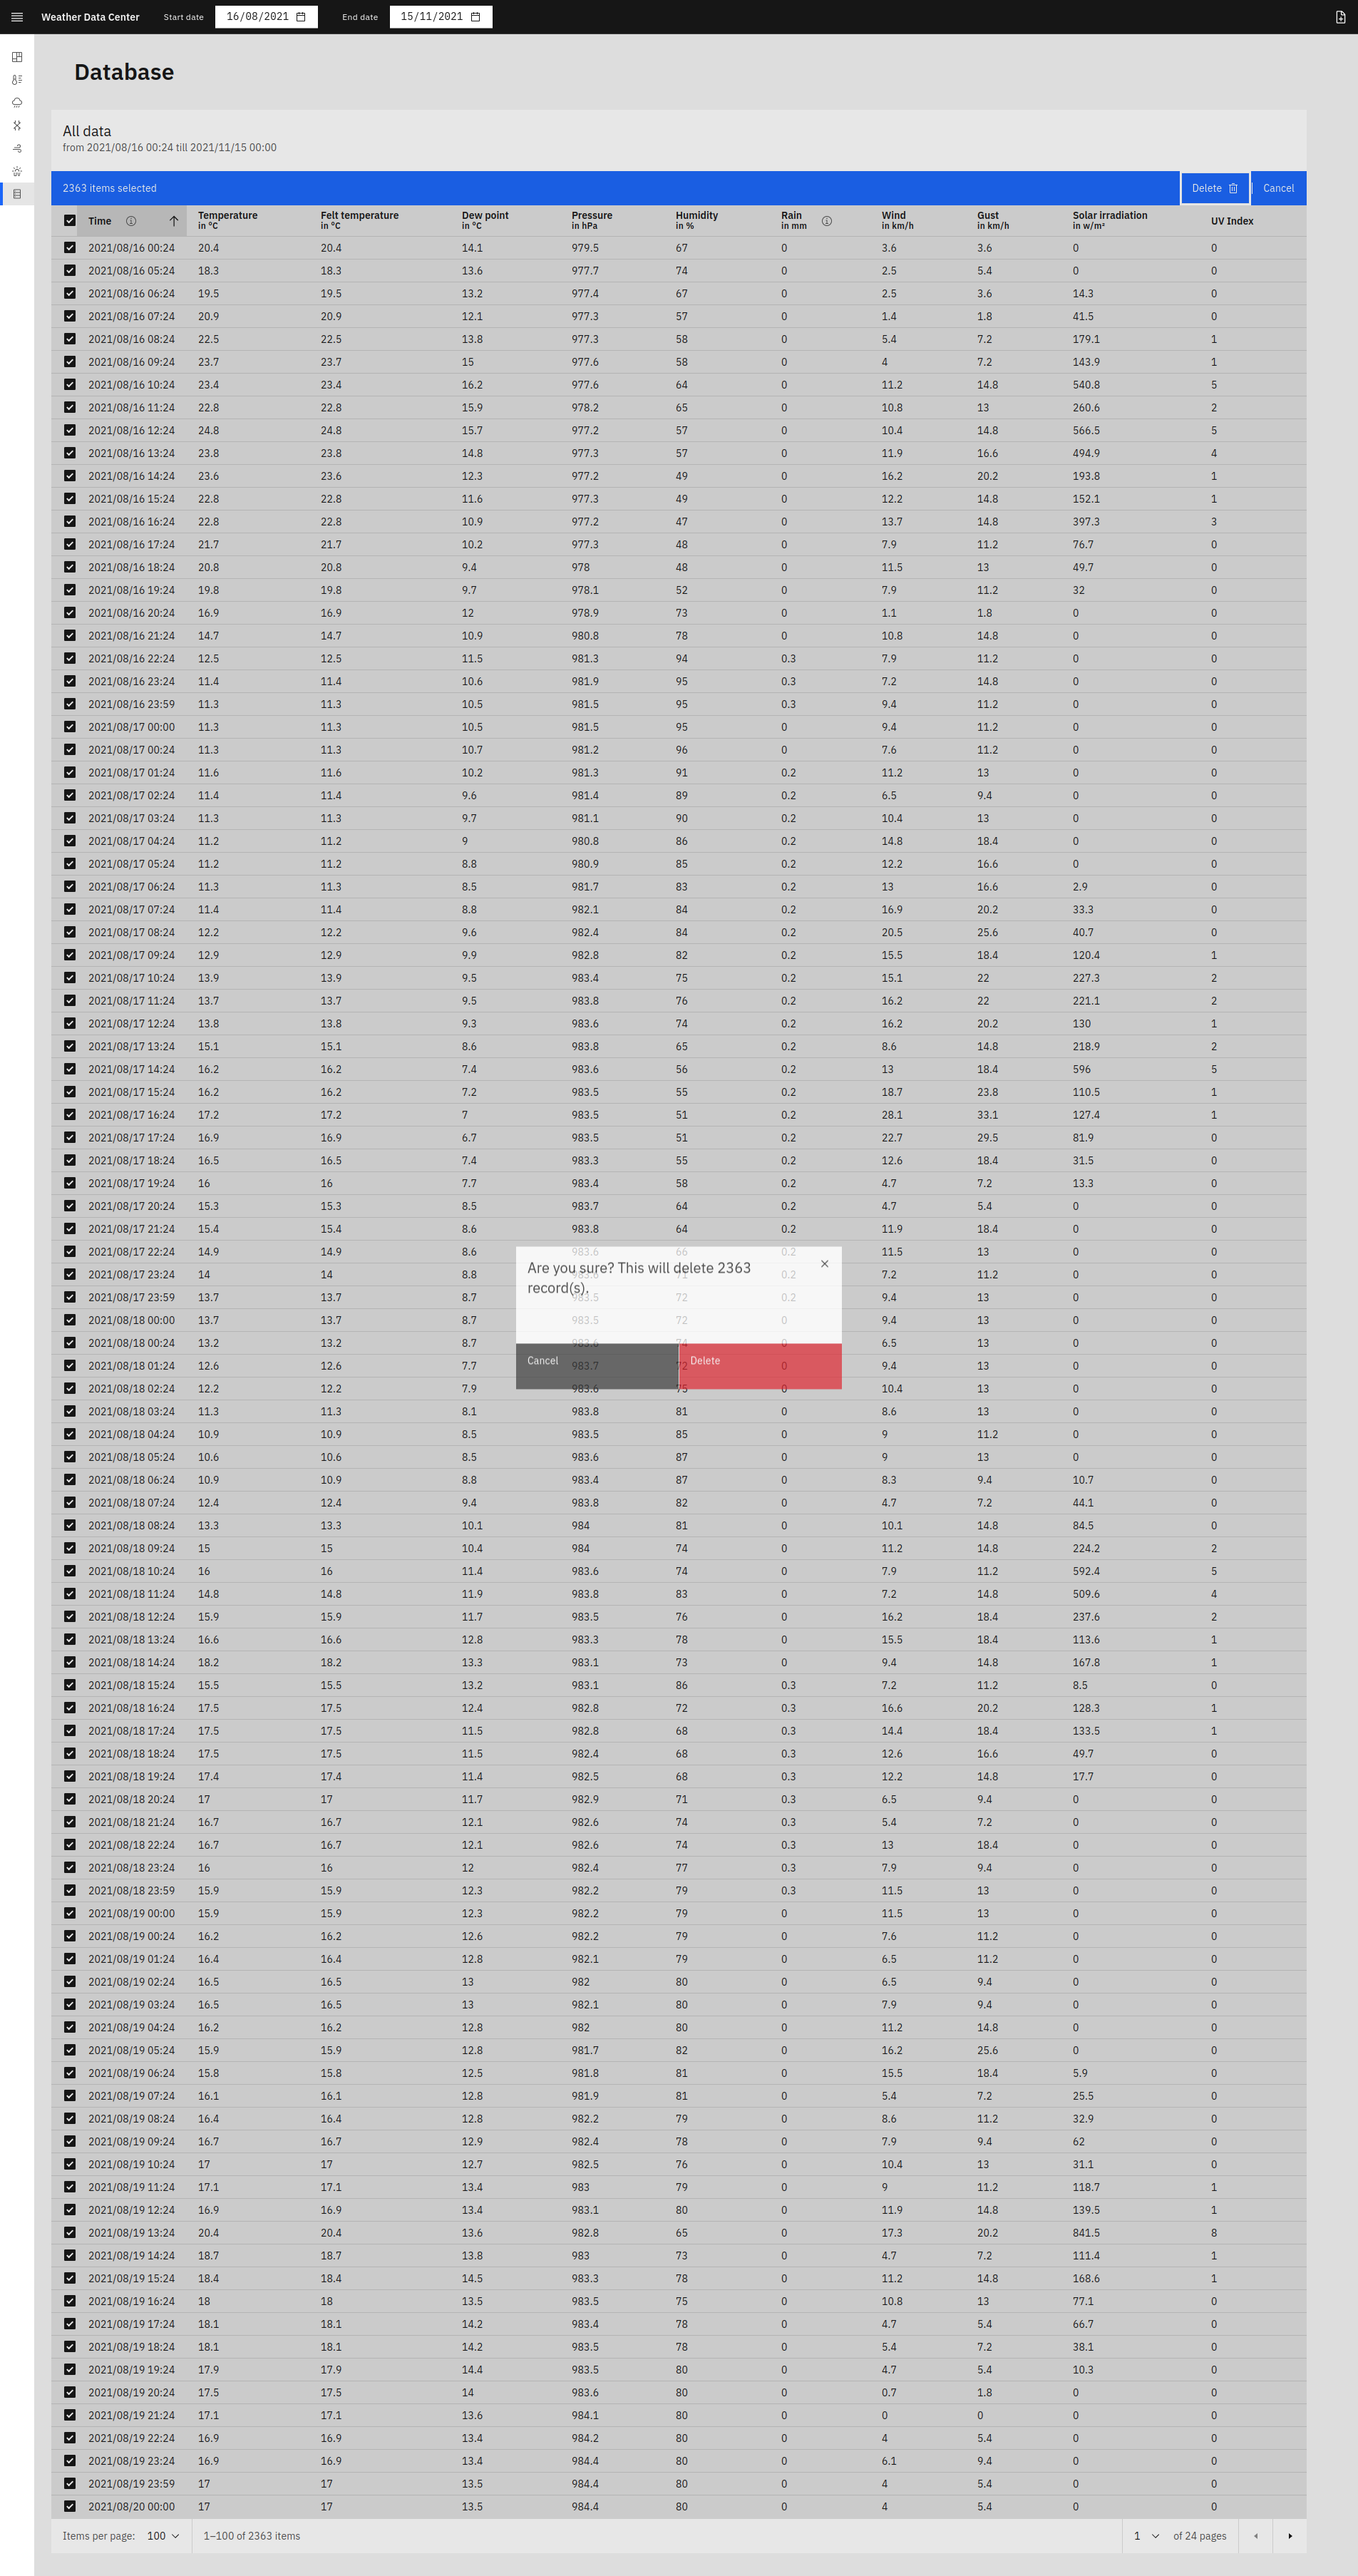 Weather Data Center Start date 16/08/2021 End date 15/11/2021
Database
All data
from 2021/08/16 00:24 till 2021/11/15 00:00
2363 items selected Delete Cancel
Time Temperature in °C Felt temperature in °C Dew point in °C Pressure in hPa Humidity in % Rain in mm Wind in km/h Gust in km/h Solar irradiation in w/m² UV Index
2021/08/16 00:24 20.4 20.4 14.1 979.5 67 0 3.6 3.6 0 0
2021/08/16 05:24 18.3 18.3 13.6 977.7 74 0 2.5 5.4 0 0
2021/08/16 06:24 19.5 19.5 13.2 977.4 67 0 2.5 3.6 14.3 0
2021/08/16 07:24 20.9 20.9 12.1 977.3 57 0 1.4 1.8 41.5 0
2021/08/16 08:24 22.5 22.5 13.8 977.3 58 0 5.4 7.2 179.1 1
2021/08/16 09:24 23.7 23.7 15 977.6 58 0 4 7.2 143.9 1
2021/08/16 10:24 23.4 23.4 16.2 977.6 64 0 11.2 14.8 540.8 5
2021/08/16 11:24 22.8 22.8 15.9 978.2 65 0 10.8 13 260.6 2
2021/08/16 12:24 24.8 24.8 15.7 977.2 57 0 10.4 14.8 566.5 5
2021/08/16 13:24 23.8 23.8 14.8 977.3 57 0 11.9 16.6 494.9 4
2021/08/16 14:24 23.6 23.6 12.3 977.2 49 0 16.2 20.2 193.8 1
2021/08/16 15:24 22.8 22.8 11.6 977.3 49 0 12.2 14.8 152.1 1
2021/08/16 16:24 22.8 22.8 10.9 977.2 47 0 13.7 14.8 397.3 3
2021/08/16 17:24 21.7 21.7 10.2 977.3 48 0 7.9 11.2 76.7 0
2021/08/16 18:24 20.8 20.8 9.4 978 48 0 11.5 13 49.7 0
2021/08/16 19:24 19.8 19.8 9.7 978.1 52 0 7.9 11.2 32 0
2021/08/16 20:24 16.9 16.9 12 978.9 73 0 1.1 1.8 0 0
2021/08/16 21:24 14.7 14.7 10.9 980.8 78 0 10.8 14.8 0 0
2021/08/16 22:24 12.5 12.5 11.5 981.3 94 0.3 7.9 11.2 0 0
2021/08/16 23:24 11.4 11.4 10.6 981.9 95 0.3 7.2 14.8 0 0
2021/08/16 23:59 11.3 11.3 10.5 981.5 95 0.3 9.4 11.2 0 0
2021/08/17 00:00 11.3 11.3 10.5 981.5 95 0 9.4 11.2 0 0
2021/08/17 00:24 11.3 11.3 10.7 981.2 96 0 7.6 11.2 0 0
2021/08/17 01:24 11.6 11.6 10.2 981.3 91 0.2 11.2 13 0 0
2021/08/17 02:24 11.4 11.4 9.6 981.4 89 0.2 6.5 9.4 0 0
2021/08/17 03:24 11.3 11.3 9.7 981.1 90 0.2 10.4 13 0 0
2021/08/17 04:24 11.2 11.2 9 980.8 86 0.2 14.8 18.4 0 0
2021/08/17 05:24 11.2 11.2 8.8 980.9 85 0.2 12.2 16.6 0 0
2021/08/17 06:24 11.3 11.3 8.5 981.7 83 0.2 13 16.6 2.9 0
2021/08/17 07:24 11.4 11.4 8.8 982.1 84 0.2 16.9 20.2 33.3 0
2021/08/17 08:24 12.2 12.2 9.6 982.4 84 0.2 20.5 25.6 40.7 0
2021/08/17 09:24 12.9 12.9 9.9 982.8 82 0.2 15.5 18.4 120.4 1
2021/08/17 10:24 13.9 13.9 9.5 983.4 75 0.2 15.1 22 227.3 2
2021/08/17 11:24 13.7 13.7 9.5 983.8 76 0.2 16.2 22 221.1 2
2021/08/17 12:24 13.8 13.8 9.3 983.6 74 0.2 16.2 20.2 130 1
2021/08/17 13:24 15.1 15.1 8.6 983.8 65 0.2 8.6 14.8 218.9 2
2021/08/17 14:24 16.2 16.2 7.4 983.6 56 0.2 13 18.4 596 5
2021/08/17 15:24 16.2 16.2 7.2 983.5 55 0.2 18.7 23.8 110.5 1
2021/08/17 16:24 17.2 17.2 7 983.5 51 0.2 28.1 33.1 127.4 1
2021/08/17 17:24 16.9 16.9 6.7 983.5 51 0.2 22.7 29.5 81.9 0
2021/08/17 18:24 16.5 16.5 7.4 983.3 55 0.2 12.6 18.4 31.5 0
2021/08/17 19:24 16 16 7.7 983.4 58 0.2 4.7 7.2 13.3 0
2021/08/17 20:24 15.3 15.3 8.5 983.7 64 0.2 4.7 5.4 0 0
2021/08/17 21:24 15.4 15.4 8.6 983.8 64 0.2 11.9 18.4 0 0
2021/08/17 22:24 14.9 14.9 8.6 983.6 66 0.2 11.5 13 0 0
Are you sure? This will delete 2363
record(s).
2021/08/17 23:24 14 14 8.8 71 0.2 7.2 11.2 0 0
2021/08/17 23:59 13.7 13.7 8.7 983.5 72 0.2 9.4 13 0 0
2021/08/18 00:00 13.7 13.7 8.7 983.5 72 0 9.4 13 0 0
2021/08/18 00:24 13.2 13.2 8.7 983.6 74 0 6.5 13 0 0
Cancel Delete
2021/08/18 01:24 12.6 12.6 7.7 983.7 72 0 9.4 13 0 0
2021/08/18 02:24 12.2 12.2 7.9 983.6 75 0 10.4 13 0 0
2021/08/18 03:24 11.3 11.3 8.1 983.8 81 0 8.6 13 0 0
2021/08/18 04:24 10.9 10.9 8.5 983.5 85 0 9 11.2 0 0
2021/08/18 05:24 10.6 10.6 8.5 983.6 87 0 9 13 0 0
2021/08/18 06:24 10.9 10.9 8.8 983.4 87 0 8.3 9.4 10.7 0
2021/08/18 07:24 12.4 12.4 9.4 983.8 82 0 4.7 7.2 44.1 0
2021/08/18 08:24 13.3 13.3 10.1 984 81 0 10.1 14.8 84.5 0
2021/08/18 09:24 15 15 10.4 984 74 0 11.2 14.8 224.2 2
2021/08/18 10:24 16 16 11.4 983.6 74 0 7.9 11.2 592.4 5
2021/08/18 11:24 14.8 14.8 11.9 983.8 83 0 7.2 14.8 509.6 4
2021/08/18 12:24 15.9 15.9 11.7 983.5 76 0 16.2 18.4 237.6 2
2021/08/18 13:24 16.6 16.6 12.8 983.3 78 0 15.5 18.4 113.6 1
2021/08/18 14:24 18.2 18.2 13.3 983.1 73 0 9.4 14.8 167.8 1
2021/08/18 15:24 15.5 15.5 13.2 983.1 86 0.3 7.2 11.2 8.5 0
2021/08/18 16:24 17.5 17.5 12.4 982.8 72 0.3 16.6 20.2 128.3 1
2021/08/18 17:24 17.5 17.5 11.5 982.8 68 0.3 14.4 18.4 133.5 1
2021/08/18 18:24 17.5 17.5 11.5 982.4 68 0.3 12.6 16.6 49.7 0
2021/08/18 19:24 17.4 17.4 11.4 982.5 68 0.3 12.2 14.8 17.7 0
2021/08/18 20:24 17 17 11.7 982.9 71 0.3 6.5 9.4 0 0
2021/08/18 21:24 16.7 16.7 12.1 982.6 74 0.3 5.4 7.2 0 0
2021/08/18 22:24 16.7 16.7 12.1 982.6 74 0.3 13 18.4 0 0
2021/08/18 23:24 16 16 12 982.4 77 0.3 7.9 9.4 0 0
2021/08/18 23:59 15.9 15.9 12.3 982.2 79 0.3 11.5 13 0 0
2021/08/19 00:00 15.9 15.9 12.3 982.2 79 0 11.5 13 0 0
2021/08/19 00:24 16.2 16.2 12.6 982.2 79 0 7.6 11.2 0 0
2021/08/19 01:24 16.4 16.4 12.8 982.1 79 0 6.5 11.2 0 0
2021/08/19 02:24 16.5 16.5 13 982 80 0 6.5 9.4 0 0
2021/08/19 03:24 16.5 16.5 13 982.1 80 0 7.9 9.4 0 0
2021/08/19 04:24 16.2 16.2 12.8 982 80 0 11.2 14.8 0 0
2021/08/19 05:24 15.9 15.9 12.8 981.7 82 0 16.2 25.6 0 0
2021/08/19 06:24 15.8 15.8 12.5 981.8 81 0 15.5 18.4 5.9 0
2021/08/19 07:24 16.1 16.1 12.8 981.9 81 0 5.4 7.2 25.5 0
2021/08/19 08:24 16.4 16.4 12.8 982.2 79 0 8.6 11.2 32.9 0
2021/08/19 09:24 16.7 16.7 12.9 982.4 78 0 7.9 9.4 62 0
2021/08/19 10:24 17 17 12.7 982.5 76 0 10.4 13 31.1 0
2021/08/19 11:24 17.1 17.1 13.4 983 79 0 9 11.2 118.7 1
2021/08/19 12:24 16.9 16.9 13.4 983.1 80 0 11.9 14.8 139.5 1
2021/08/19 13:24 20.4 20.4 13.6 982.8 65 0 17.3 20.2 841.5 8
2021/08/19 14:24 18.7 18.7 13.8 983 73 0 4.7 7.2 111.4 1
2021/08/19 15:24 18.4 18.4 14.5 983.3 78 0 11.2 14.8 168.6 1
2021/08/19 16:24 18 18 13.5 983.5 75 0 10.8 13 77.1 0
2021/08/19 17:24 18.1 18.1 14.2 983.4 78 0 4.7 5.4 66.7 0
2021/08/19 18:24 18.1 18.1 14.2 983.5 78 0 5.4 7.2 38.1 0
2021/08/19 19:24 17.9 17.9 14.4 983.5 80 0 4.7 5.4 10.3 0
2021/08/19 20:24 17.5 17.5 14 983.6 80 0 0.7 1.8 0 0
2021/08/19 21:24 17.1 17.1 13.6 984.1 80 0 0 0 0 0
2021/08/19 22:24 16.9 16.9 13.4 984.2 80 0 4 5.4 0 0
2021/08/19 23:24 16.9 16.9 13.4 984.4 80 0 6.1 9.4 0 0
2021/08/19 23:59 17 17 13.5 984.4 80 0 4 5.4 0 0
2021/08/20 00:00 17 17 13.5 984.4 80 0 4 5.4 0 0
Items per page: 100 1–100 of 2363 items 1 of 24 pages